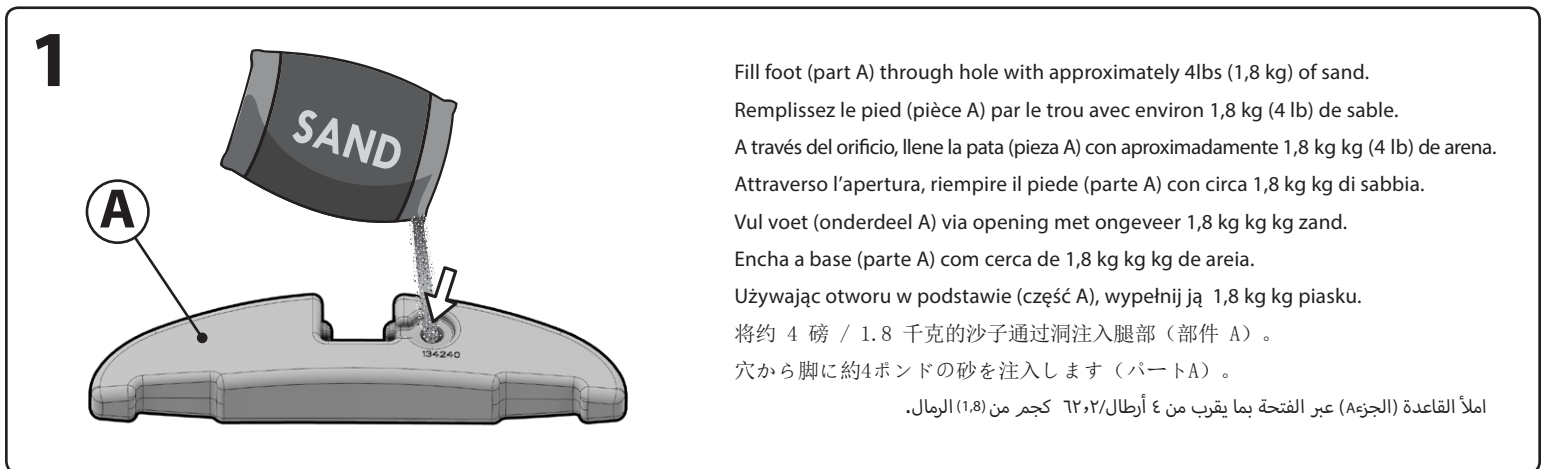 1
SAND
A
134240
Fill foot (part A) through hole with approximately 4lbs (1,8 kg) of sand.
Remplissez le pied (pièce A) par le trou avec environ 1,8 kg (4 lb) de sable.
A través del orificio, llene la pata (pieza A) con aproximadamente 1,8 kg kg (4 lb) de arena.
Attraverso l’apertura, riempire il piede (parte A) con circa 1,8 kg kg di sabbia.
Vul voet (onderdeel A) via opening met ongeveer 1,8 kg kg kg zand.
Encha a base (parte A) com cerca de 1,8 kg kg kg de areia.
Używając otworu w podstawie (część A), wypełnij ją 1,8 kg kg piasku.
将约 4 磅 / 1.8 千克的沙子通过洞注入腿部（部件 A）。
穴から脚に約4ポンドの砂を注入します（パートA）。
املأ القاعدة (الجزءA) عبر الفتحة بما يقرب من ٤ أرطال/٦٢،٢ كجم من (1,8) الرمال.